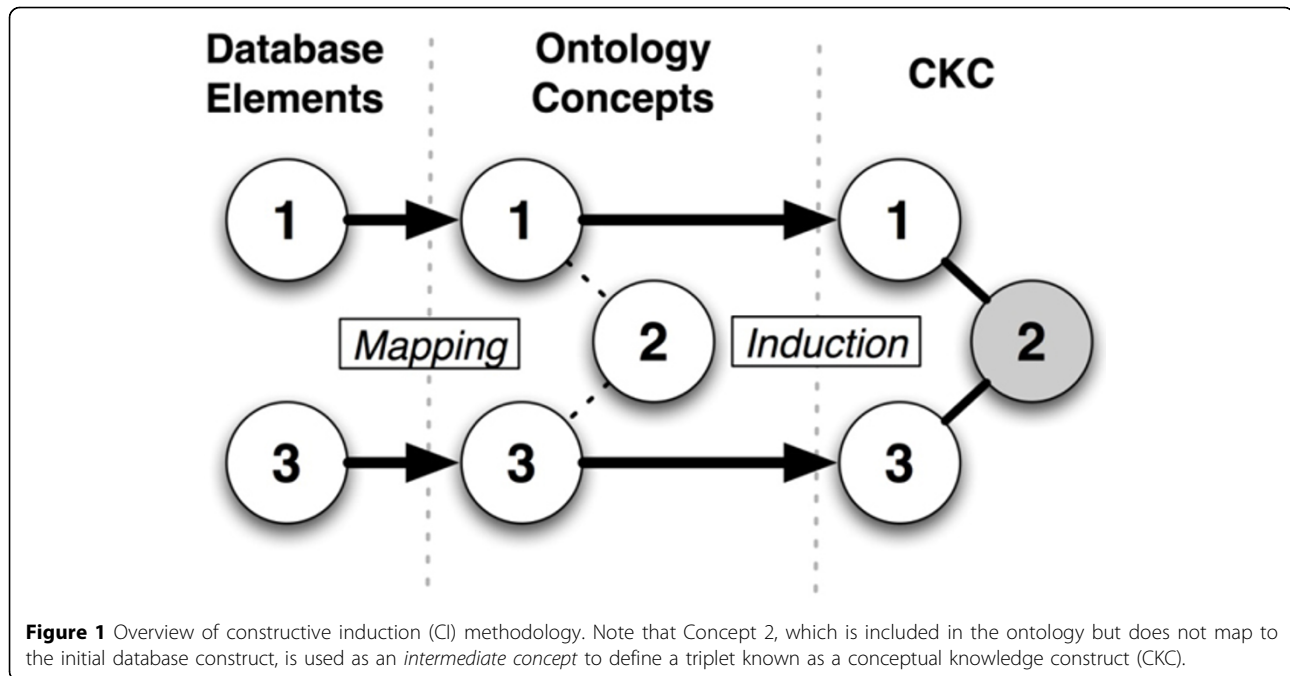 Database
Elements
Ontology
Concepts
CKC
1
1
1
2
2
Mapping
Induction
3
3
3
Figure 1 Overview of constructive induction (CI) methodology. Note that Concept 2, which is included in the ontology but does not map to
the initial database construct, is used as an intermediate concept to define a triplet known as a conceptual knowledge construct (CKC).